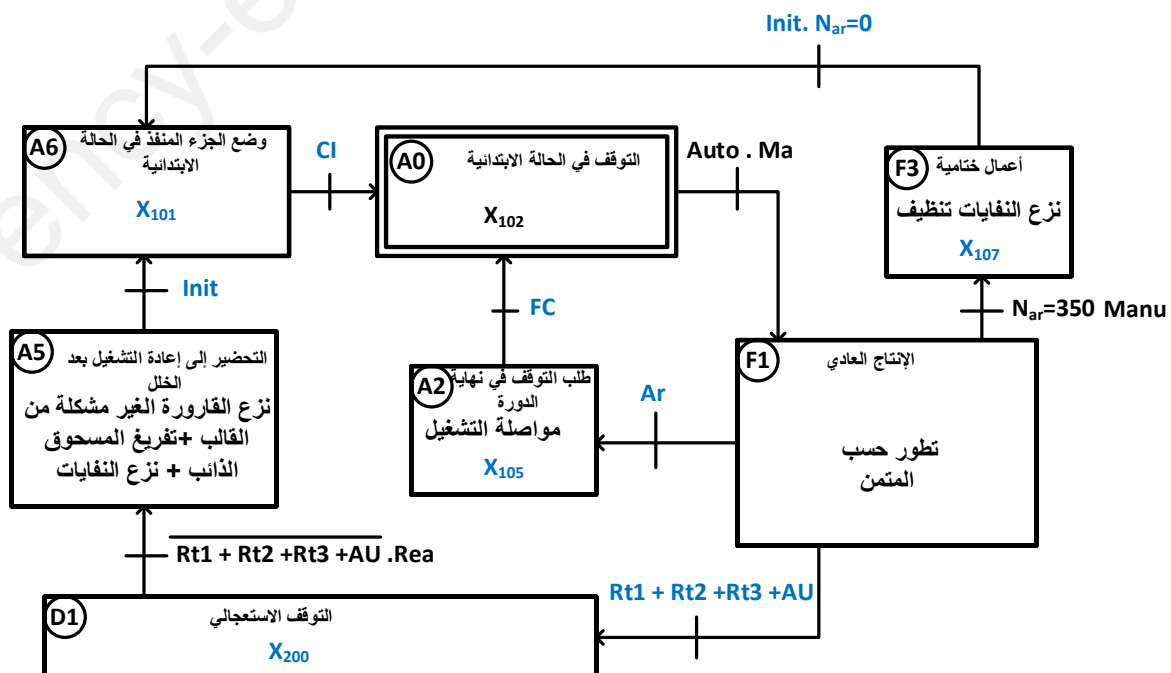 Init. Nar=0
A6
وضع الجزء المنفذ في الحالة
الابتدائية
X101
CI
A0
التوقف في الحالة الابتدائية
X102
Auto . Ma
F3
أعمال ختامية
نزع النفايات تنظيف
X107
Init
FC
Nar=350 Manu
A5
التحضير إلى إعادة التشغيل بعد
الخلل
نزع القارورة الغير مشكلة من
القالب +تفريغ المسحوق
الذائب + نزع النفايات
A2
طلب التوقف في نهاية
الدورة
مواصلة التشغيل
X105
Ar
F1
الإنتاج العادي
تطور حسب
المتمن
Rt1 + Rt2 +Rt3 +AU .Rea
Rt1 + Rt2 +Rt3 +AU
D1
التوقف الاستعجالي
X200
ency-e